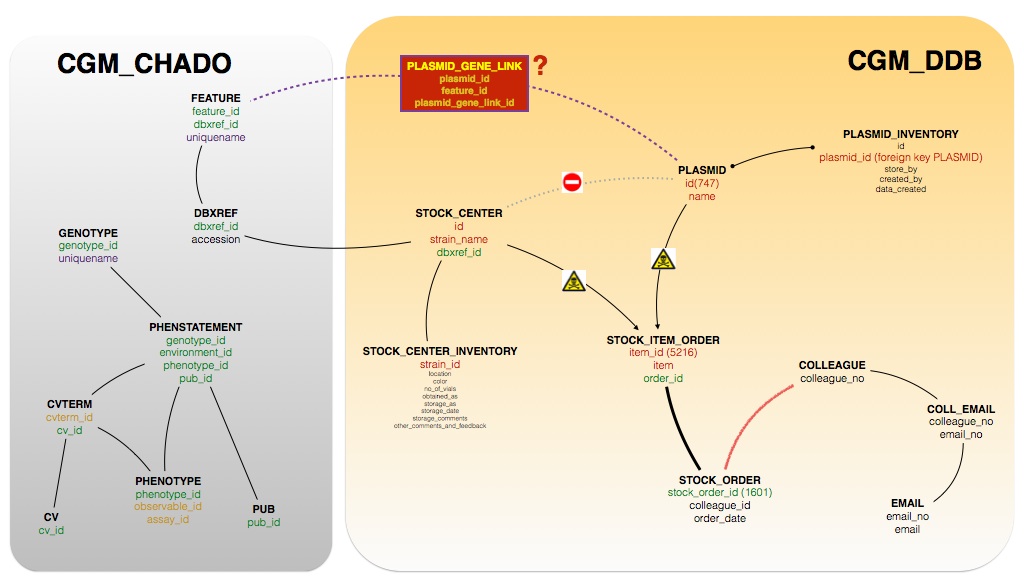 CGM_CHADO
FEATURE
feature_id
dbxref_id
uniquename
DBXREF
dbxref_id
accession
GENOTYPE
genotype_id
uniquename
PHENSTATEMENT
genotype_id
environment_id
phenotype_id
pub_id
CVTERM
cvterm_id
cv_id
PHENOTYPE
phenotype_id
observable_id
assay_id
CV
cv_id
PUB
pub_id
CGM_DDB
PLASMID_GENE_LINK
plasmid_id
feature_id
plasmid_gene_link_id
?
PLASMID_INVENTORY
id
plasmid_id (foreign key PLASMID)
store_by
created_by
data_created
PLASMID
id(747)
name
STOCK_CENTER
id
strain_name
dbxref_id
STOCK_CENTER_INVENTORY
strain_id
location
color
no_of_vials
obtained_as
storage_as
storage_date
storage_comments
other_comments_and_feedback
STOCK_ITEM_ORDER
item_id (5216)
item
order_id
COLLEAGUE
colleague_no
COLL_EMAIL
colleague_no
email_no
STOCK_ORDER
stock_order_id (1601)
colleague_id
order_date
EMAIL
email_no
email